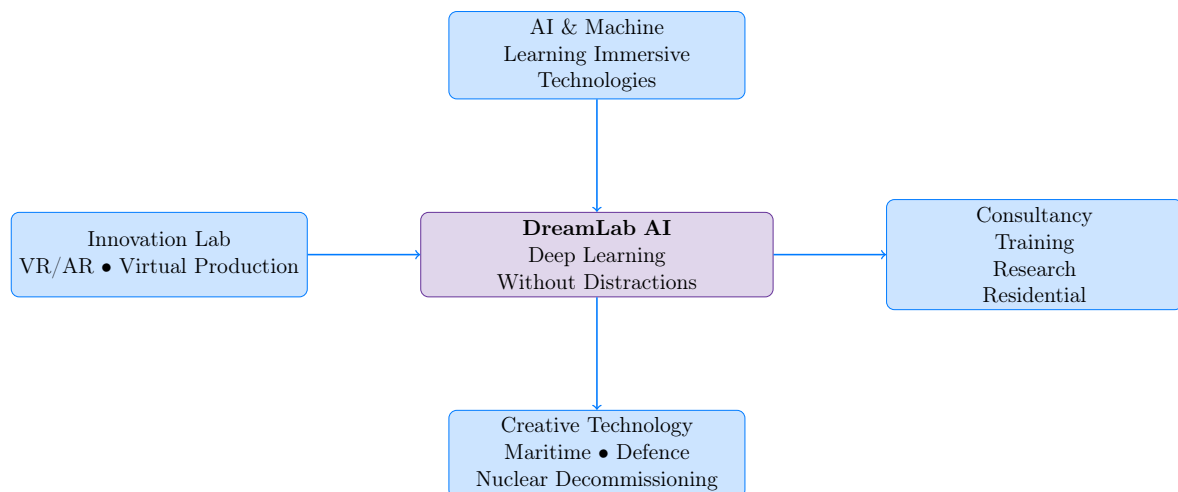 AI & Machine
Learning Immersive
Technologies
Innovation Lab
VR/AR • Virtual Production
DreamLab AI
Deep Learning
Without Distractions
Consultancy
Training
Research
Residential
Creative Technology
Maritime • Defence
Nuclear Decommissioning